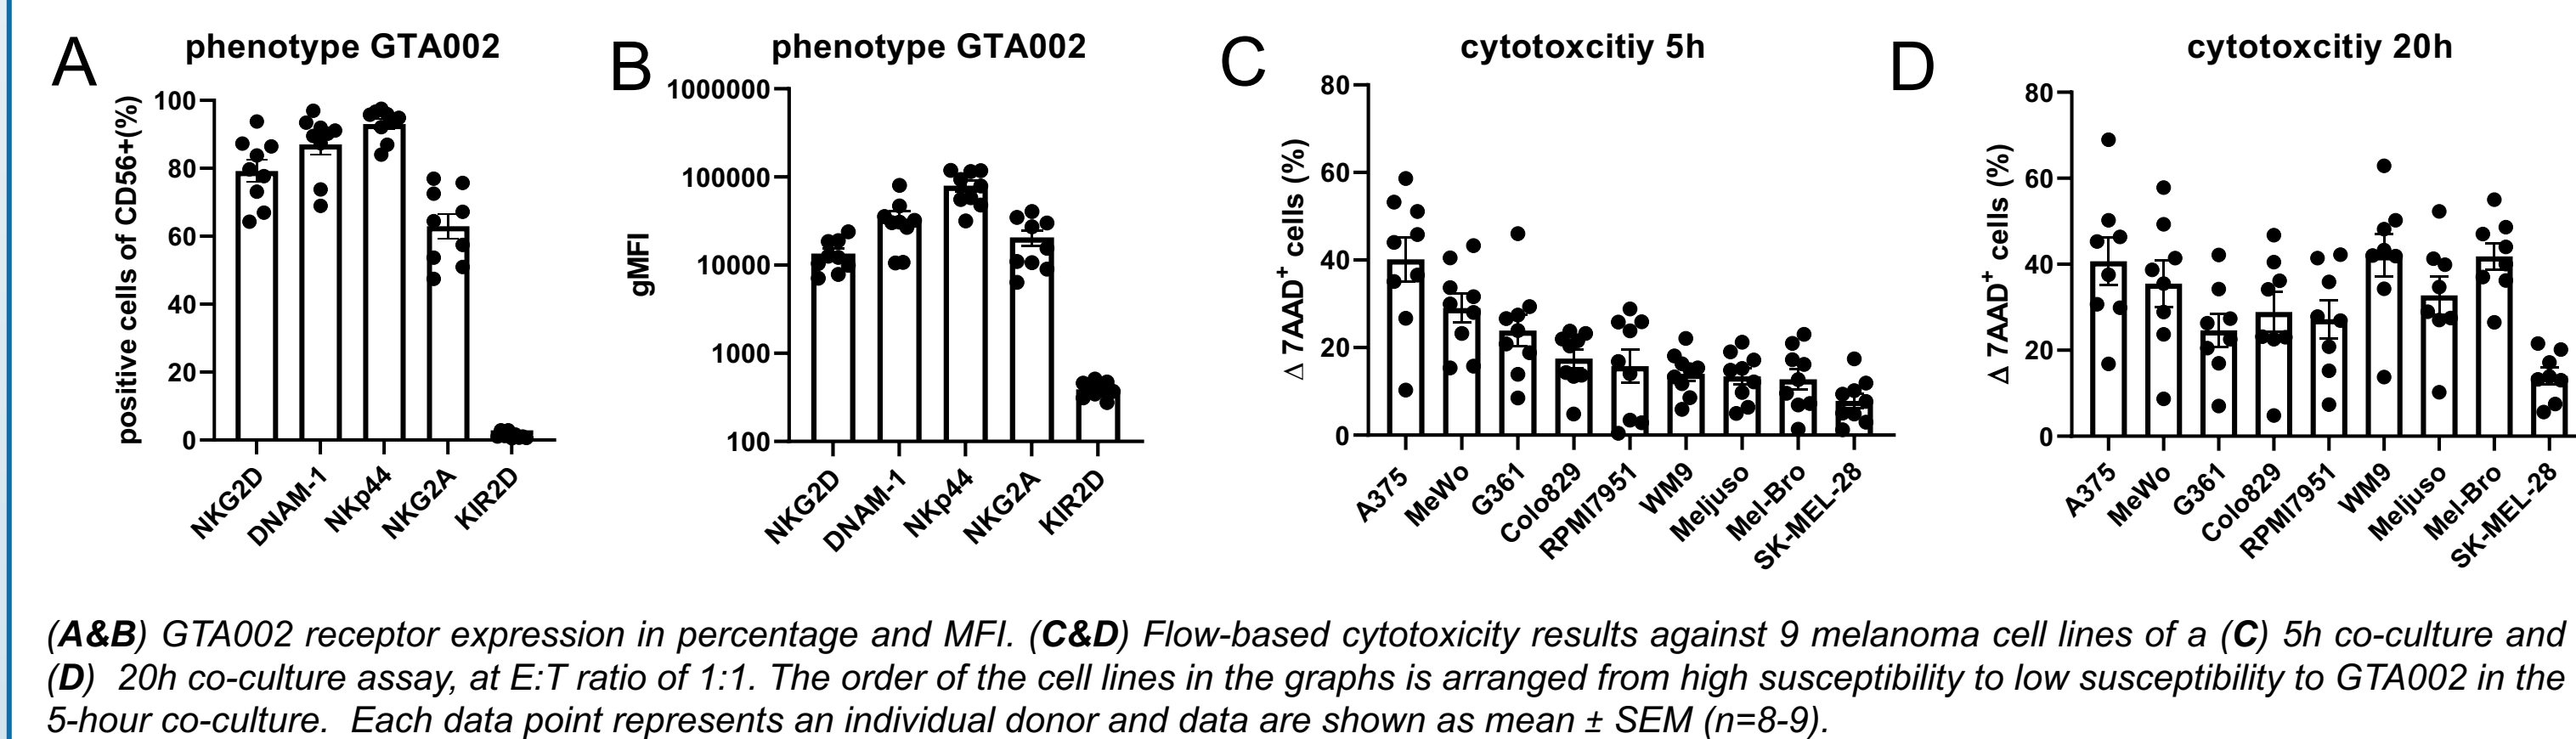 A
phenotype GTA002
positive cells of CD56+(%)
100
80
60
40
20
0
NKG2D
DNAM-1
NKp44
NKG2A
KIR2D
B
phenotype GTA002
gMFI
1000000
100000
10000
1000
100
NKG2D
DNAM-1
NKp44
NKG2A
KIR2D
C
cytotoxcitiy 5h
Δ 7AAD⁺ cells (%)
80
60
40
20
0
A375
MeWo
G361
Colo829
RPMI7951
WM9
Meljuso
Mel-Bro
SK-MEL-28
D
cytotoxcitiy 20h
Δ 7AAD⁺ cells (%)
80
60
40
20
0
A375
MeWo
G361
Colo829
RPMI7951
WM9
Meljuso
Mel-Bro
SK-MEL-28
(A&B) GTA002 receptor expression in percentage and MFI. (C&D) Flow-based cytotoxicity results against 9 melanoma cell lines of a (C) 5h co-culture and
(D) 20h co-culture assay, at E:T ratio of 1:1. The order of the cell lines in the graphs is arranged from high susceptibility to low susceptibility to GTA002 in the
5-hour co-culture. Each data point represents an individual donor and data are shown as mean ± SEM (n=8-9).